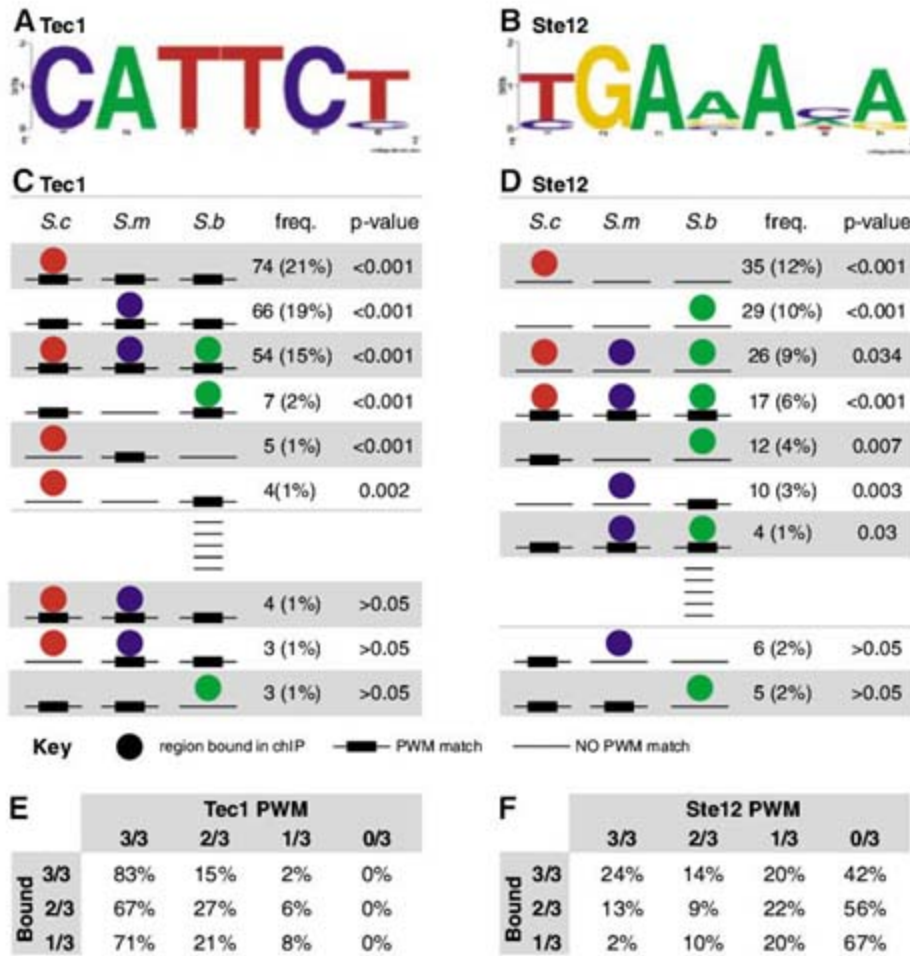 A Tec1
B Ste12
CATTCT
TGAAA A
C Tec1
S.c S.m S.b freq. p-value
74 (21%) <0.001
66 (19%) <0.001
54 (15%) <0.001
7 (2%) <0.001
5 (1%) <0.001
4(1%) 0.002
4 (1%) >0.05
3 (1%) >0.05
3 (1%) >0.05
D Ste12
S.c S.m S.b freq. p-value
35 (12%) <0.001
29 (10%) <0.001
26 (9%) 0.034
17 (6%) <0.001
12 (4%) 0.007
10 (3%) 0.003
4 (1%) 0.03
6 (2%) >0.05
5 (2%) >0.05
Key region bound in chIP PWM match NO PWM match
E Tec1 PWM
3/3 2/3 1/3 0/3
Bound
3/3 83% 15% 2% 0%
2/3 67% 27% 6% 0%
1/3 71% 21% 8% 0%
F Ste12 PWM
3/3 2/3 1/3 0/3
Bound
3/3 24% 14% 20% 42%
2/3 13% 9% 22% 56%
1/3 2% 10% 20% 67%